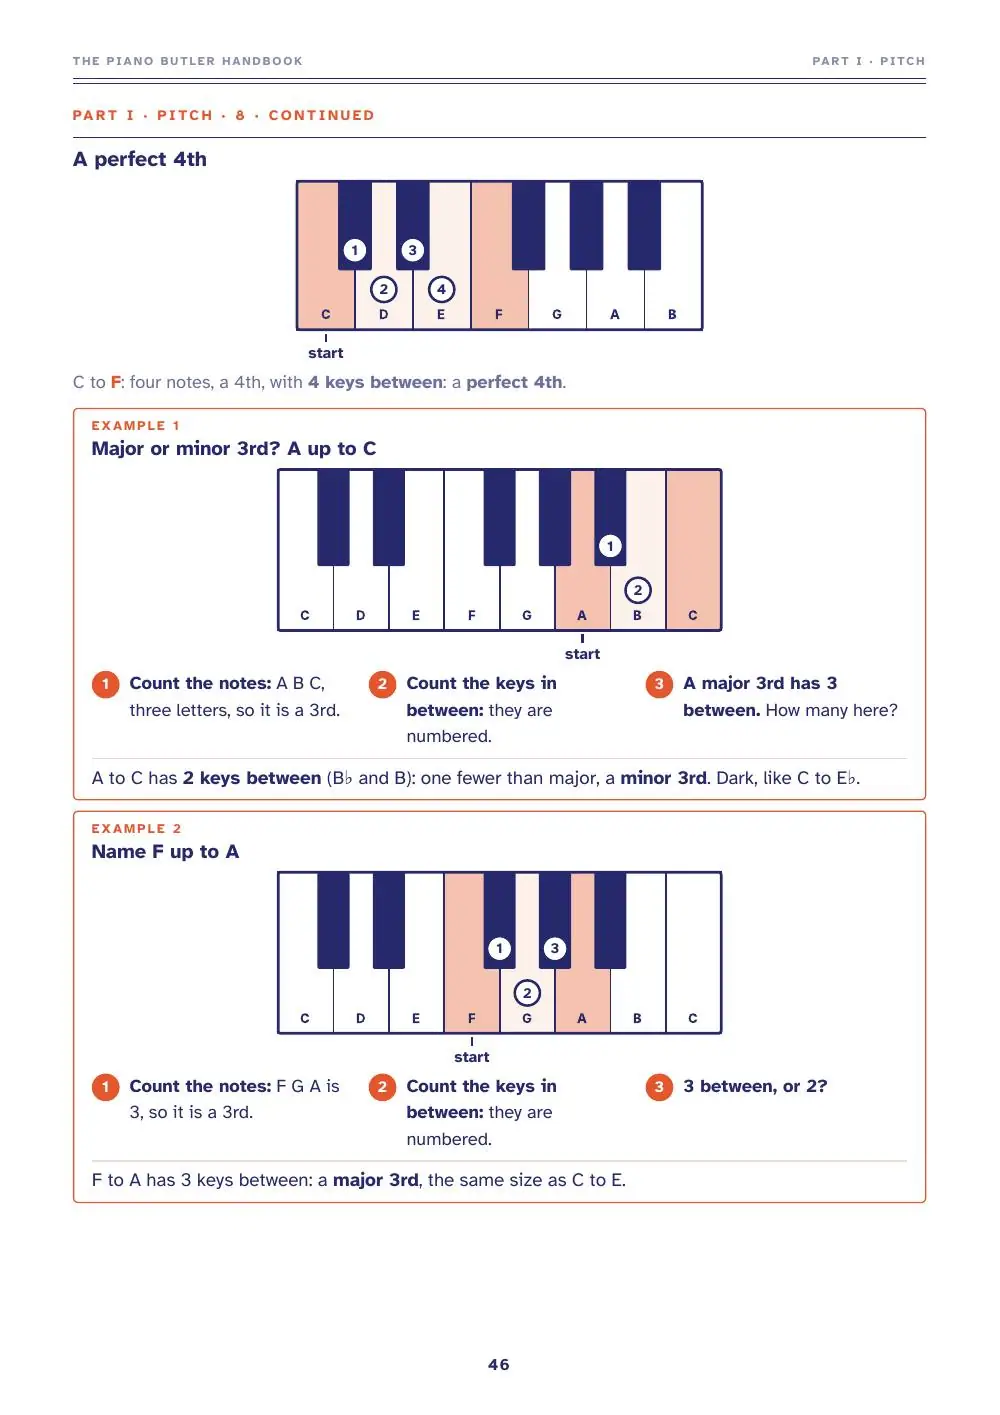 THE PIANO BUTLER HANDBOOK
PART I · PITCH
PART I · PITCH · 8 · CONTINUED
A perfect 4th
1 3
2 4
C D E F G A B
start
C to F: four notes, a 4th, with 4 keys between: a perfect 4th.
EXAMPLE 1
Major or minor 3rd? A up to C
1
2
C D E F G A B C
start
1 Count the notes: A B C,
three letters, so it is a 3rd.
2 Count the keys in
between: they are
numbered.
3 A major 3rd has 3
between. How many here?
A to C has 2 keys between (B♭ and B): one fewer than major, a minor 3rd. Dark, like C to E♭.
EXAMPLE 2
Name F up to A
1 3
2
C D E F G A B C
start
1 Count the notes: F G A is
3, so it is a 3rd.
2 Count the keys in
between: they are
numbered.
3 3 between, or 2?
F to A has 3 keys between: a major 3rd, the same size as C to E.
46